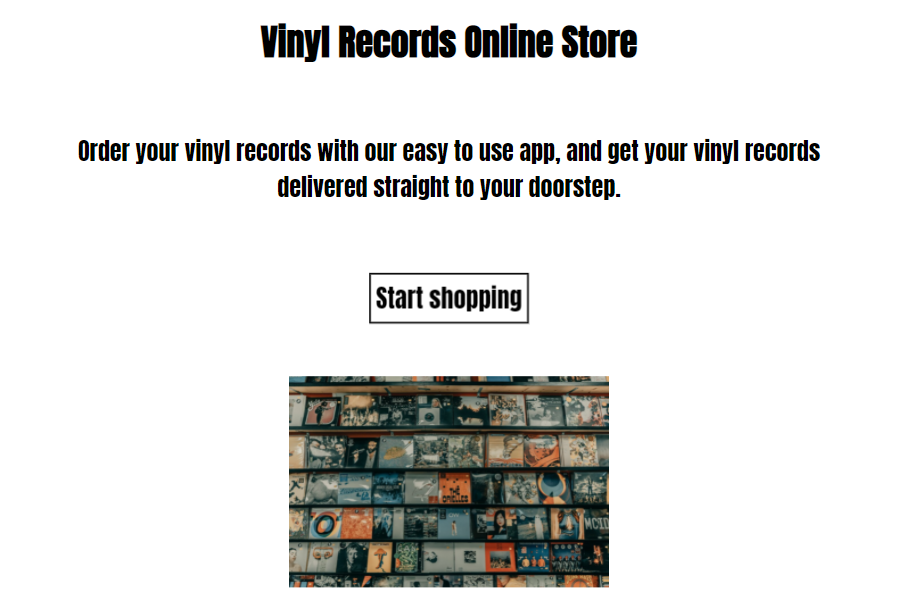 Vinyl Records Online Store
Order your vinyl records with our easy to use app, and get your vinyl records
delivered straight to your doorstep.
Start shopping
THE